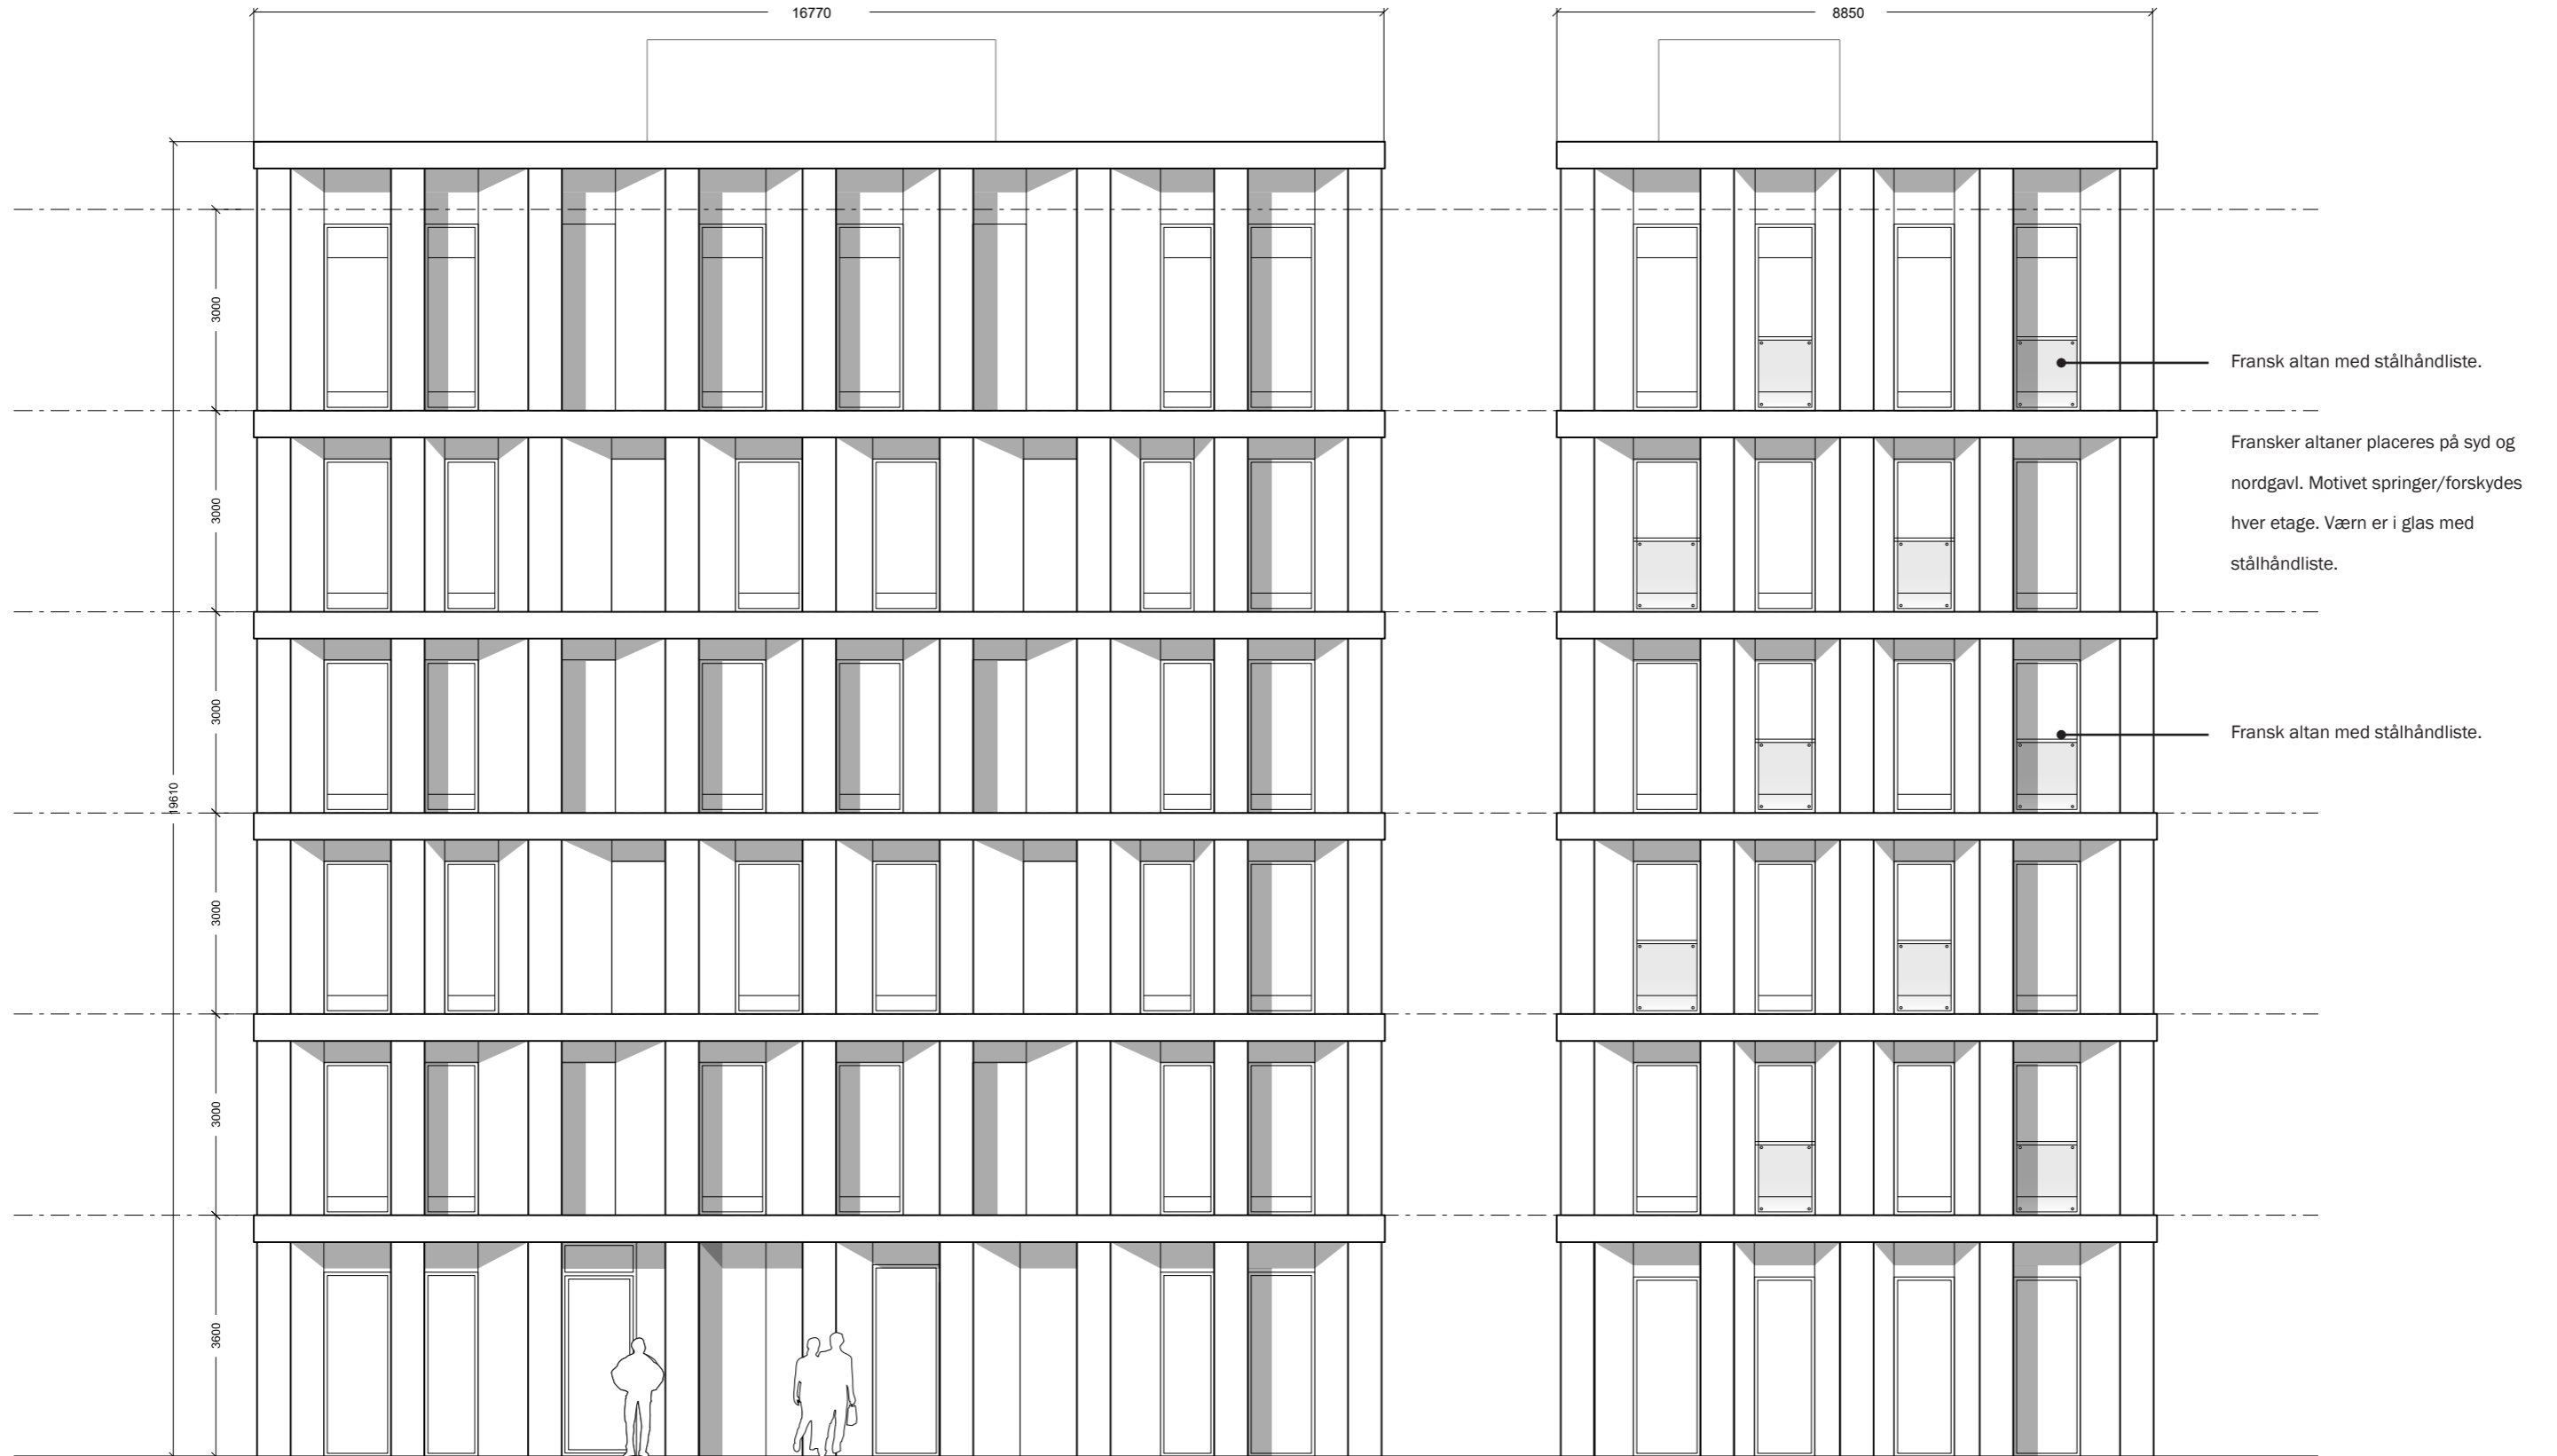 16770
8850
3000
3000
3000
3000
3000
3600
19610
Fransk altan med stålhåndliste.
Fransker altaner placeres på syd og
nordgavl. Motivet springer/forskydes
hver etage. Værn er i glas med
stålhåndliste.
Fransk altan med stålhåndliste.